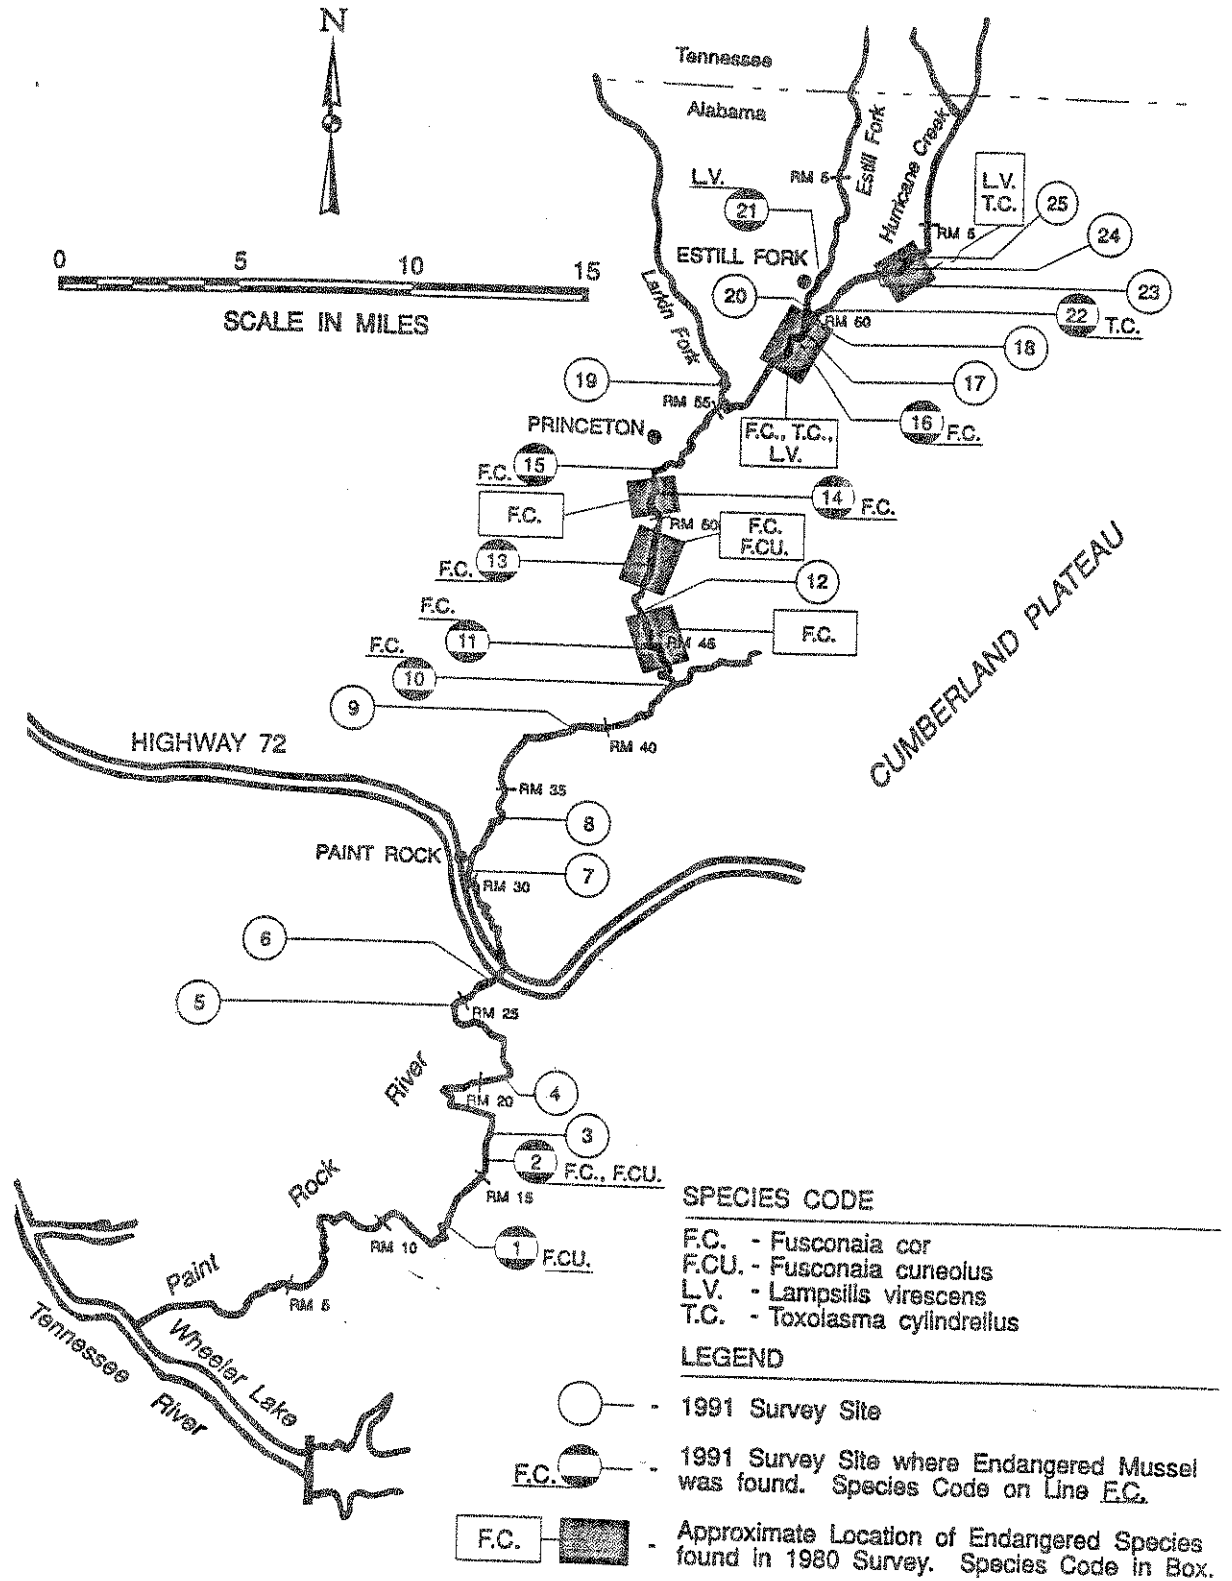 N
Tennessee
Alabama
Estill Fork
Hurricane Creek
L.V.
RM 5
21
L.V.
T.C.
25
24
RM 5
ESTILL FORK
0 5 10 15
SCALE IN MILES
Larkin Fork
20
23
RM 60
22
T.C.
18
17
19
RM 55
16
F.C.
PRINCETON
F.C., T.C.,
L.V.
F.C.
15
14
F.C.
F.C.
RM 50
F.C.
F.CU.
F.C.
13
12
F.C.
11
RM 45
F.C.
F.C.
10
9
RM 40
CUMBERLAND PLATEAU
HIGHWAY 72
RM 35
8
PAINT ROCK
7
RM 30
6
5
RM 25
River
RM 20
4
3
2
F.C., F.CU.
RM 15
Rock
RM 10
1
F.CU.
Paint
RM 5
Wheeler Lake
Tennessee
River
SPECIES CODE
F.C. - Fusconaia cor
F.CU. - Fusconaia cuneolus
L.V. - Lampsilis virescens
T.C. - Toxolasma cylindrellus
LEGEND
- 1991 Survey Site
F.C. - 1991 Survey Site where Endangered Mussel
was found. Species Code on Line F.C.
F.C. - Approximate Location of Endangered Species
found in 1980 Survey. Species Code in Box.